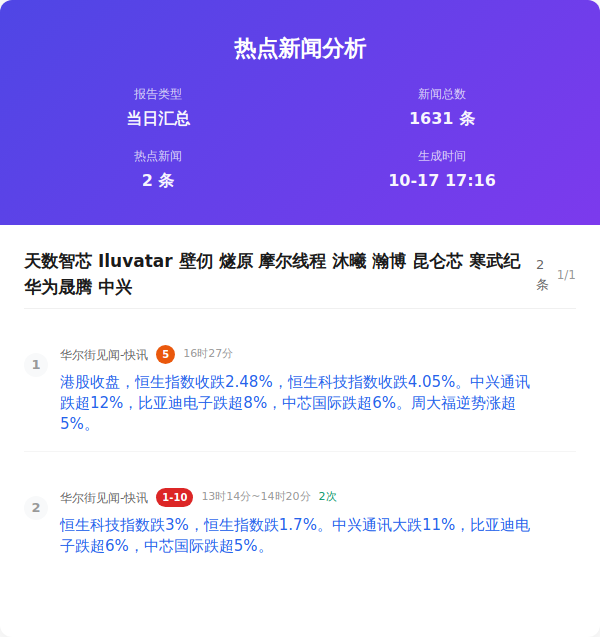 热点新闻分析
报告类型
新闻总数
当日汇总
1631 条
热点新闻
生成时间
2 条
10-17 17:16
天数智芯 Iluvatar 壁仞 燧原 摩尔线程 沐曦 瀚博 昆仑芯 寒武纪
华为晟腾 中兴
2
条
1/1
1
华尔街见闻-快讯 5 16时27分
港股收盘，恒生指数收跌2.48%，恒生科技指数收跌4.05%。中兴通讯
跌超12%，比亚迪电子跌超8%，中芯国际跌超6%。周大福逆势涨超
5%。
2
华尔街见闻-快讯 1-10 13时14分~14时20分 2次
恒生科技指数跌3%，恒生指数跌1.7%。中兴通讯大跌11%，比亚迪电
子跌超6%，中芯国际跌超5%。